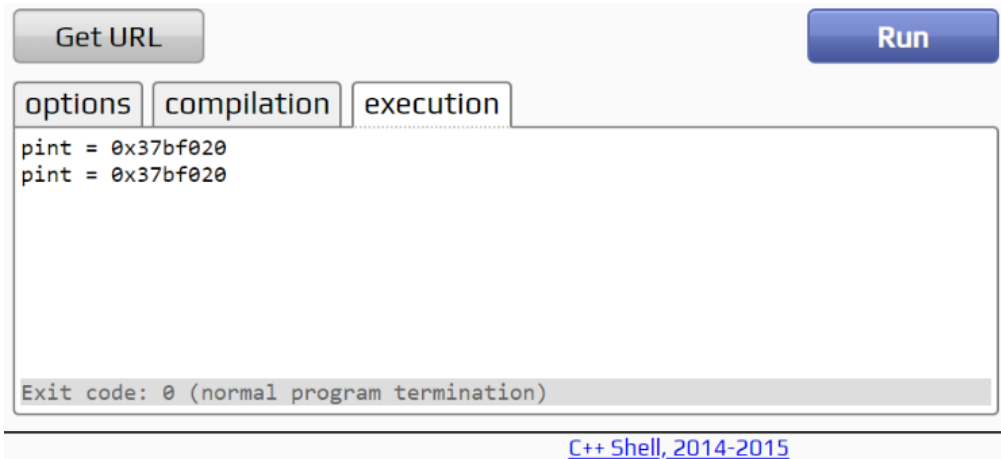 Get URL
Run
options
compilation
execution
pint = 0x37bf020
pint = 0x37bf020
Exit code: 0 (normal program termination)
C++ Shell, 2014-2015